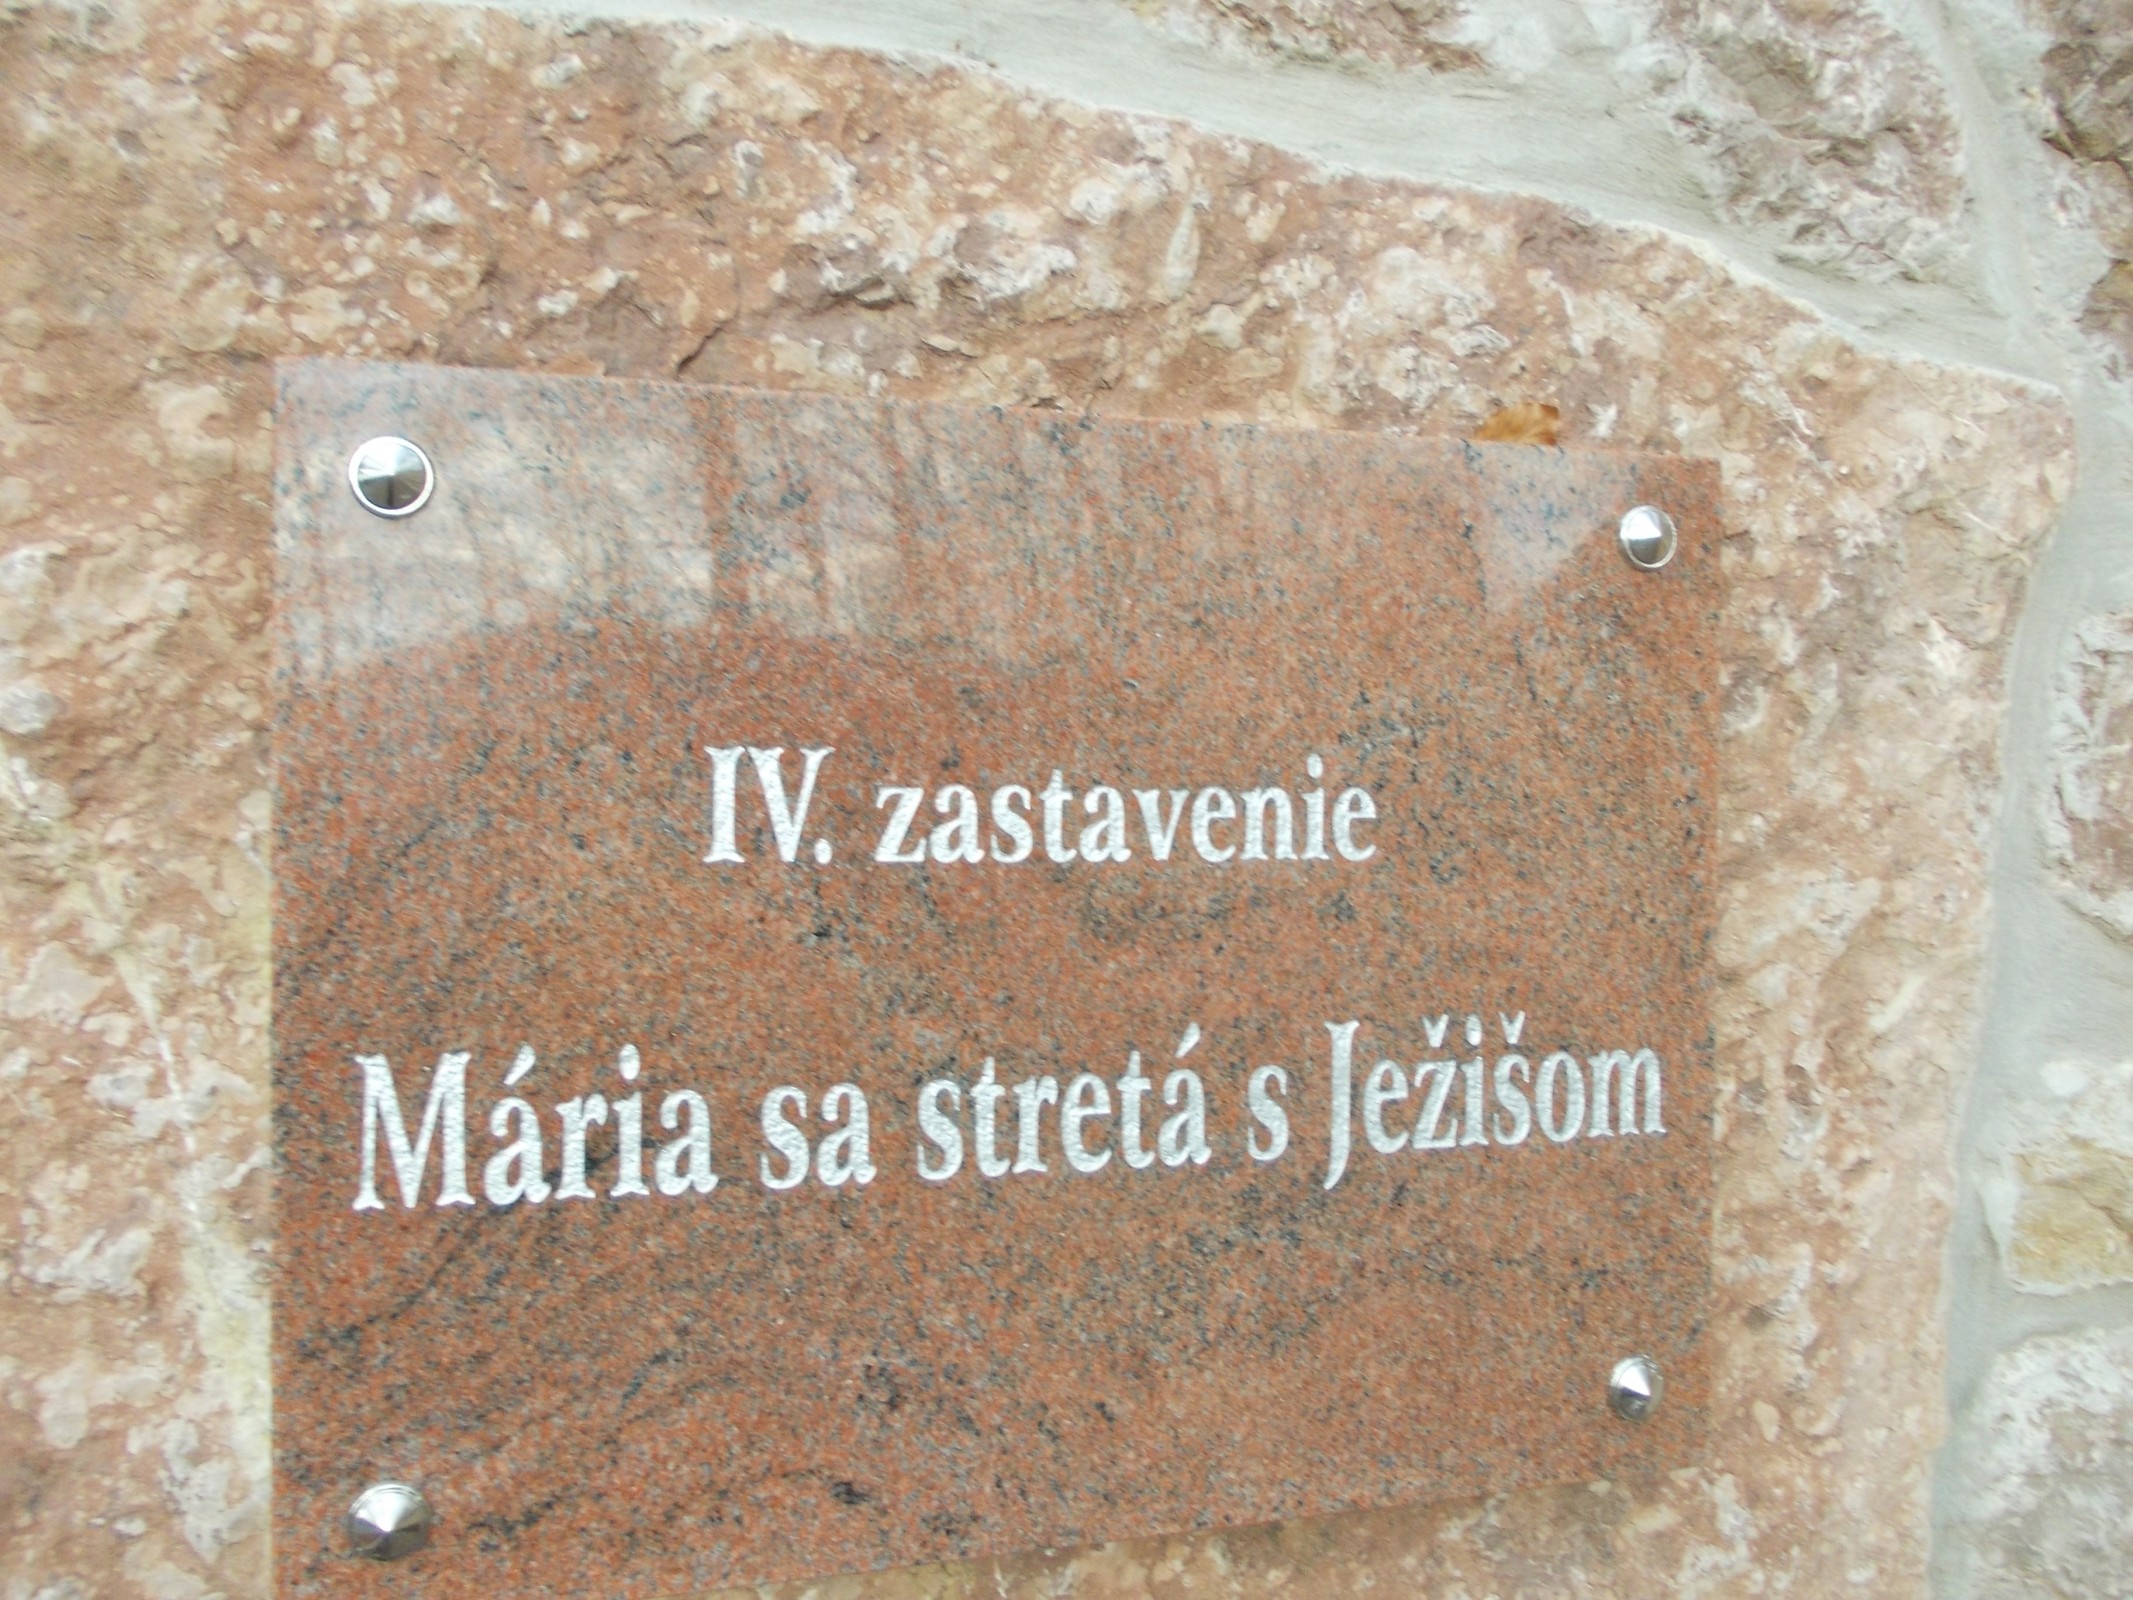 IV. zastavenie
Mária sa stretá s Ježišom